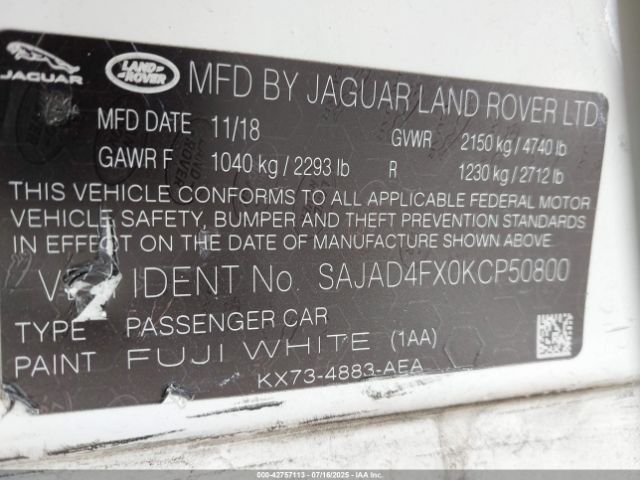 JAGUAR LAND ROVER MFD BY JAGUAR LAND ROVER LTD
MFD DATE 11/18 GVWR 2150 kg / 4740 lb
GAWR F 1040 kg / 2293 lb R 1230 kg / 2712 lb
THIS VEHICLE CONFORMS TO ALL APPLICABLE FEDERAL MOTOR
VEHICLE SAFETY, BUMPER AND THEFT PREVENTION STANDARDS
IN EFFECT ON THE DATE OF MANUFACTURE SHOWN ABOVE.
IDENT No. SAJAD4FX0KCP50800
TYPE PASSENGER CAR
PAINT FUJI WHITE (1AA)
KX73-4883-AEA
000-42757113 | 07/16/2025 | Copyright IAA, LLC